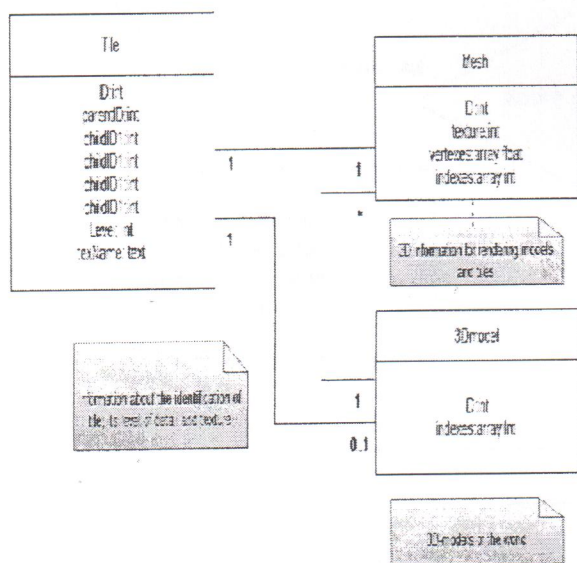 Tile
ID:int
parentID:int
childID1:int
childID1:int
childID1:int
childID1:int
Level:int
texName:text
1
1
Mesh
ID:int
texture:int
vertexes:array float
indexes:array int
1
*
3D information for rendering models
and tiles
Information about the identification of
tile, its level of detail and texture
3Dmodel
ID:int
indexes:array int
1
0..1
3D-models of the world